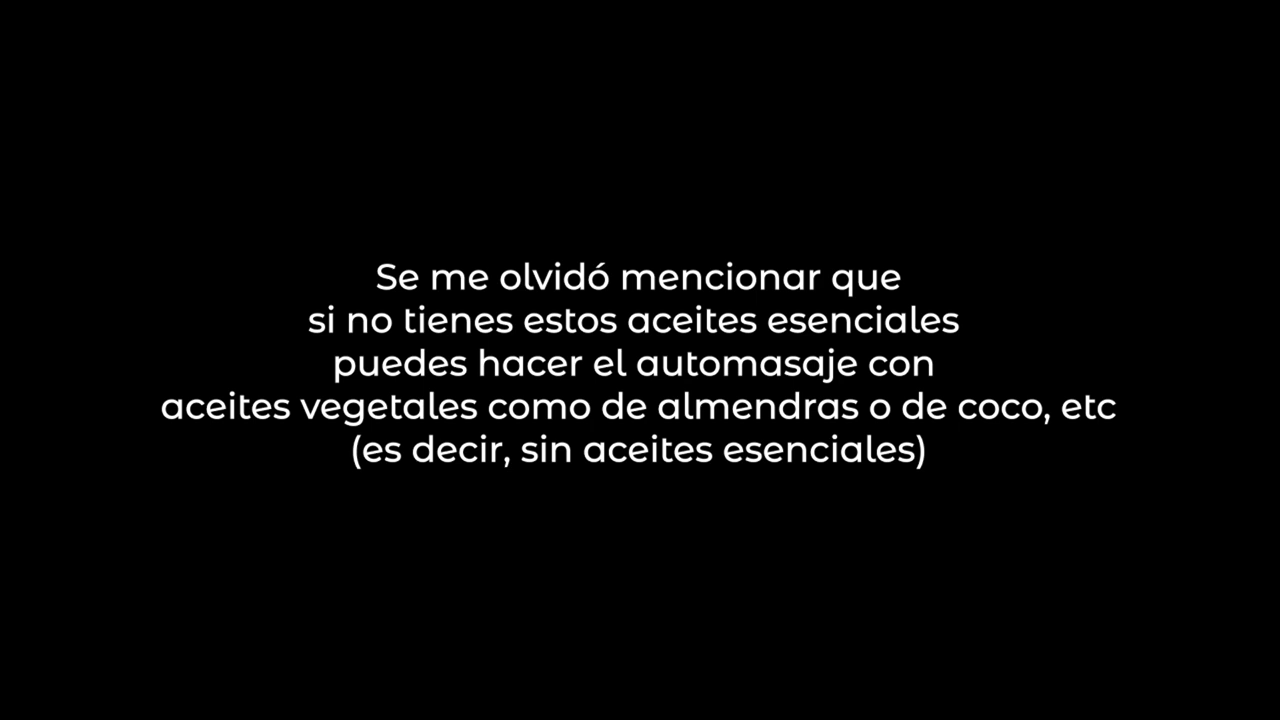 Se me olvidó mencionar que
si no tienes estos aceites esenciales
puedes hacer el automasaje con
aceites vegetales como de almendras o de coco, etc
(es decir, sin aceites esenciales)